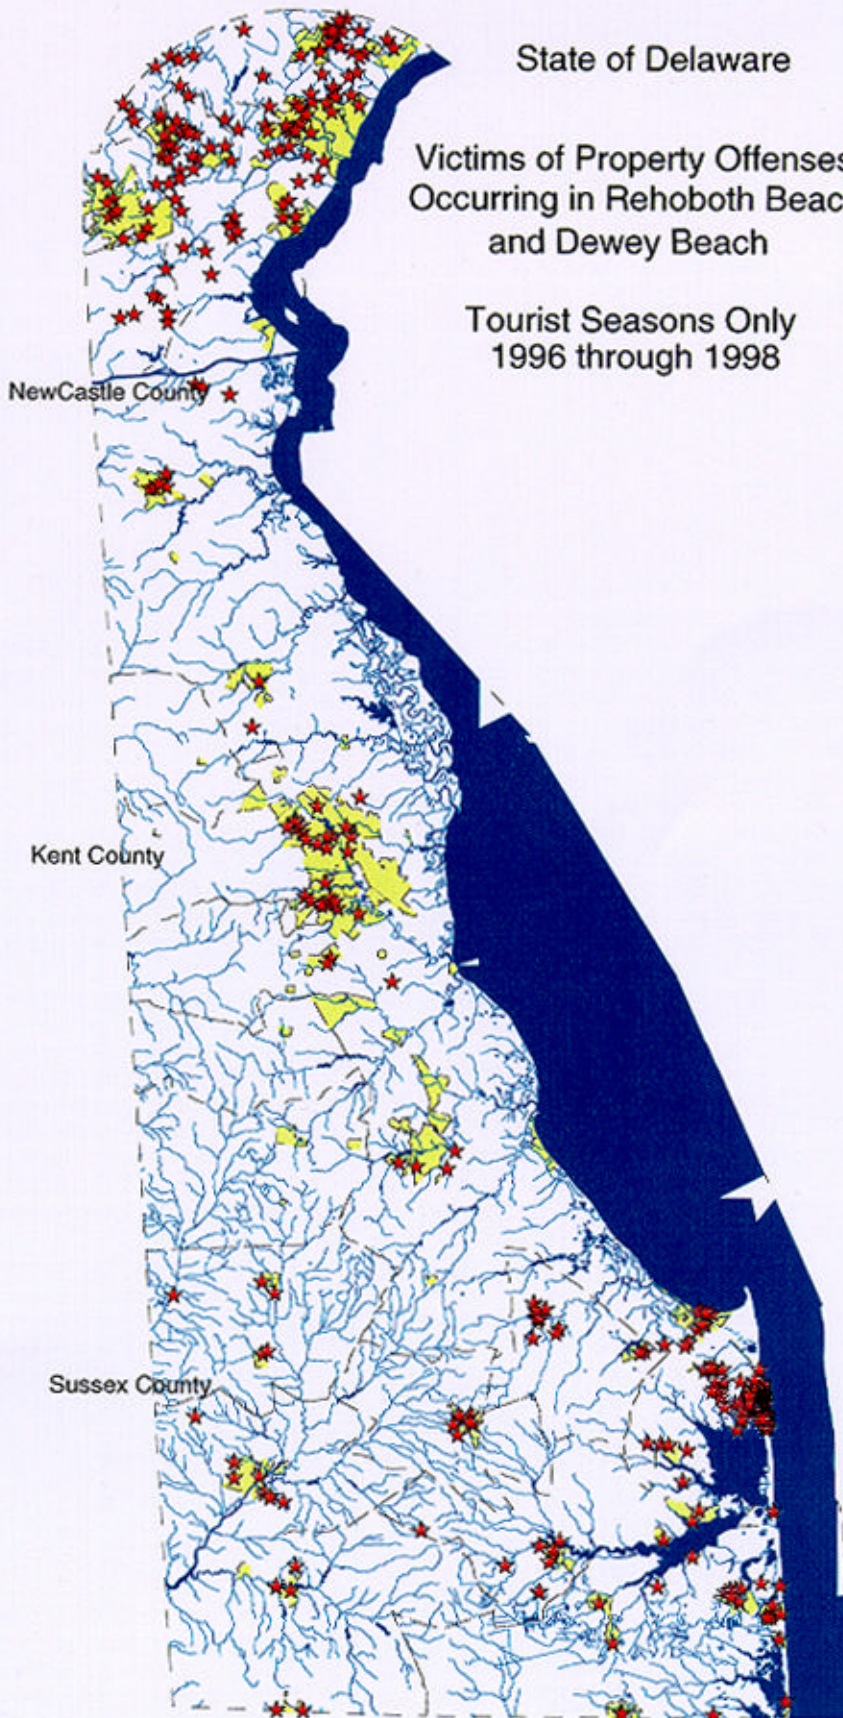 State of Delaware
Victims of Property Offenses
Occurring in Rehoboth Beac
and Dewey Beach
Tourist Seasons Only
1996 through 1998
NewCastle County
Kent County
Sussex County